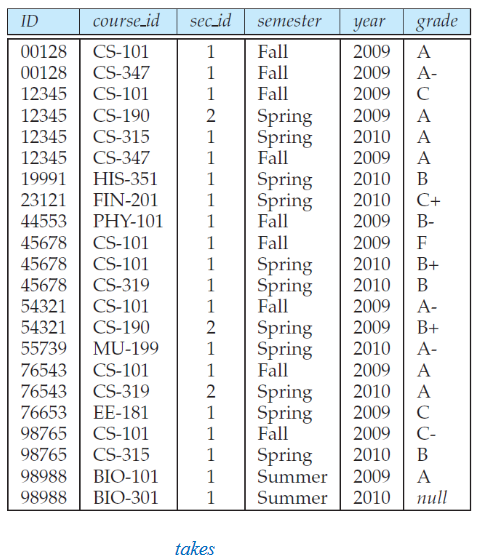 ID course_id sec_id semester year grade
00128 CS-101 1 Fall 2009 A
00128 CS-347 1 Fall 2009 A-
12345 CS-101 1 Fall 2009 C
12345 CS-190 2 Spring 2009 A
12345 CS-315 1 Spring 2010 A
12345 CS-347 1 Fall 2009 A
19991 HIS-351 1 Spring 2010 B
23121 FIN-201 1 Spring 2010 C+
44553 PHY-101 1 Fall 2009 B-
45678 CS-101 1 Fall 2009 F
45678 CS-101 1 Spring 2010 B+
45678 CS-319 1 Spring 2010 B
54321 CS-101 1 Fall 2009 A-
54321 CS-190 2 Spring 2009 B+
55739 MU-199 1 Spring 2010 A-
76543 CS-101 1 Fall 2009 A
76543 CS-319 2 Spring 2010 A
76653 EE-181 1 Spring 2009 C
98765 CS-101 1 Fall 2009 C-
98765 CS-315 1 Spring 2010 B
98988 BIO-101 1 Summer 2009 A
98988 BIO-301 1 Summer 2010 null
takes